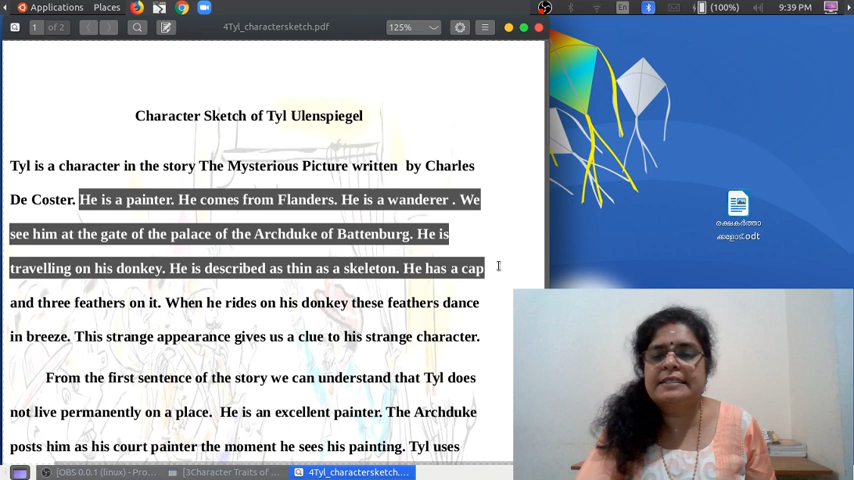 Applications Places En (100%) 9:39 PM
1 of 2 4Tyl_charactersketch.pdf 125%
Character Sketch of Tyl Ulenspiegel
Tyl is a character in the story The Mysterious Picture written by Charles
De Coster. He is a painter. He comes from Flanders. He is a wanderer . We
see him at the gate of the palace of the Archduke of Battenburg. He is
travelling on his donkey. He is described as thin as a skeleton. He has a cap
and three feathers on it. When he rides on his donkey these feathers dance
in breeze. This strange appearance gives us a clue to his strange character.
From the first sentence of the story we can understand that Tyl does
not live permanently on a place. He is an excellent painter. The Archduke
posts him as his court painter the moment he sees his painting. Tyl uses
രക്ഷകർത്താ
ക്കളോട്.odt
[OBS 0.0.1 (linux) - Pro... [3Character Traits of ... 4Tyl_charactersketch....